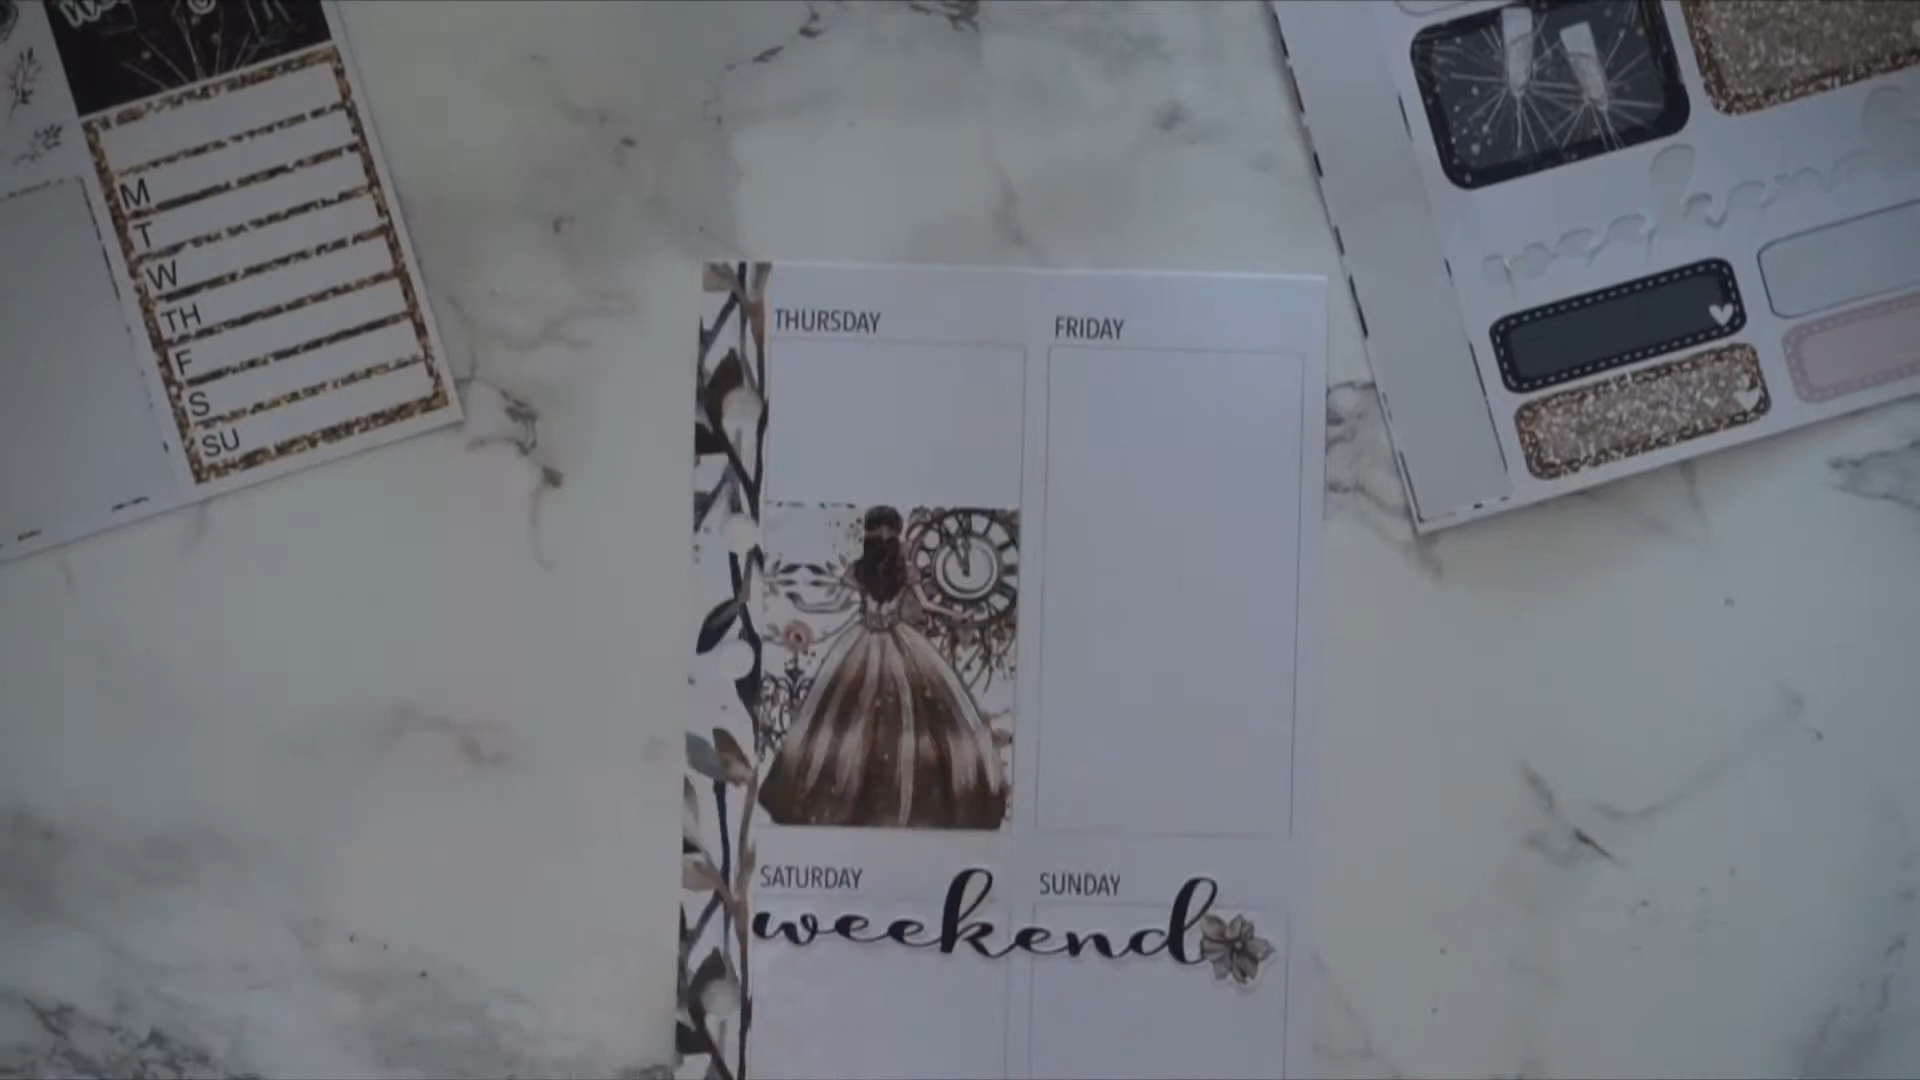 M
T
W
TH
F
S
SU
THURSDAY
FRIDAY
SATURDAY
SUNDAY
weekend